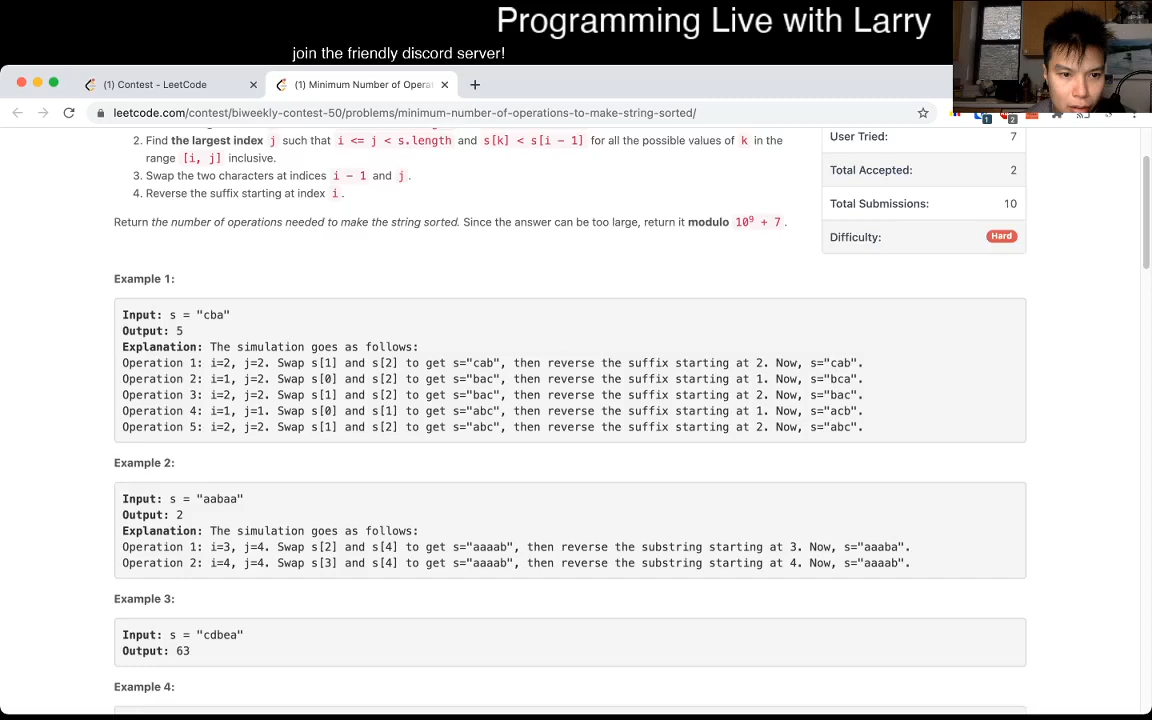 Programming Live with Larry
join the friendly discord server!
(1) Contest - LeetCode
(1) Minimum Number of Opera
leetcode.com/contest/biweekly-contest-50/problems/minimum-number-of-operations-to-make-string-sorted/
2. Find the largest index j such that i <= j < s.length and s[k] < s[i - 1] for all the possible values of k in the
range [i, j] inclusive.
3. Swap the two characters at indices i - 1 and j.
4. Reverse the suffix starting at index i.
Return the number of operations needed to make the string sorted. Since the answer can be too large, return it modulo 10⁹ + 7.
User Tried: 7
Total Accepted: 2
Total Submissions: 10
Difficulty: Hard
Example 1:
Input: s = "cba"
Output: 5
Explanation: The simulation goes as follows:
Operation 1: i=2, j=2. Swap s[1] and s[2] to get s="cab", then reverse the suffix starting at 2. Now, s="cab".
Operation 2: i=1, j=2. Swap s[0] and s[2] to get s="bac", then reverse the suffix starting at 1. Now, s="bca".
Operation 3: i=2, j=2. Swap s[1] and s[2] to get s="bac", then reverse the suffix starting at 2. Now, s="bac".
Operation 4: i=1, j=1. Swap s[0] and s[1] to get s="abc", then reverse the suffix starting at 1. Now, s="acb".
Operation 5: i=2, j=2. Swap s[1] and s[2] to get s="abc", then reverse the suffix starting at 2. Now, s="abc".
Example 2:
Input: s = "aabaa"
Output: 2
Explanation: The simulation goes as follows:
Operation 1: i=3, j=4. Swap s[2] and s[4] to get s="aaaab", then reverse the substring starting at 3. Now, s="aaaba".
Operation 2: i=4, j=4. Swap s[3] and s[4] to get s="aaaab", then reverse the substring starting at 4. Now, s="aaaab".
Example 3:
Input: s = "cdbea"
Output: 63
Example 4: